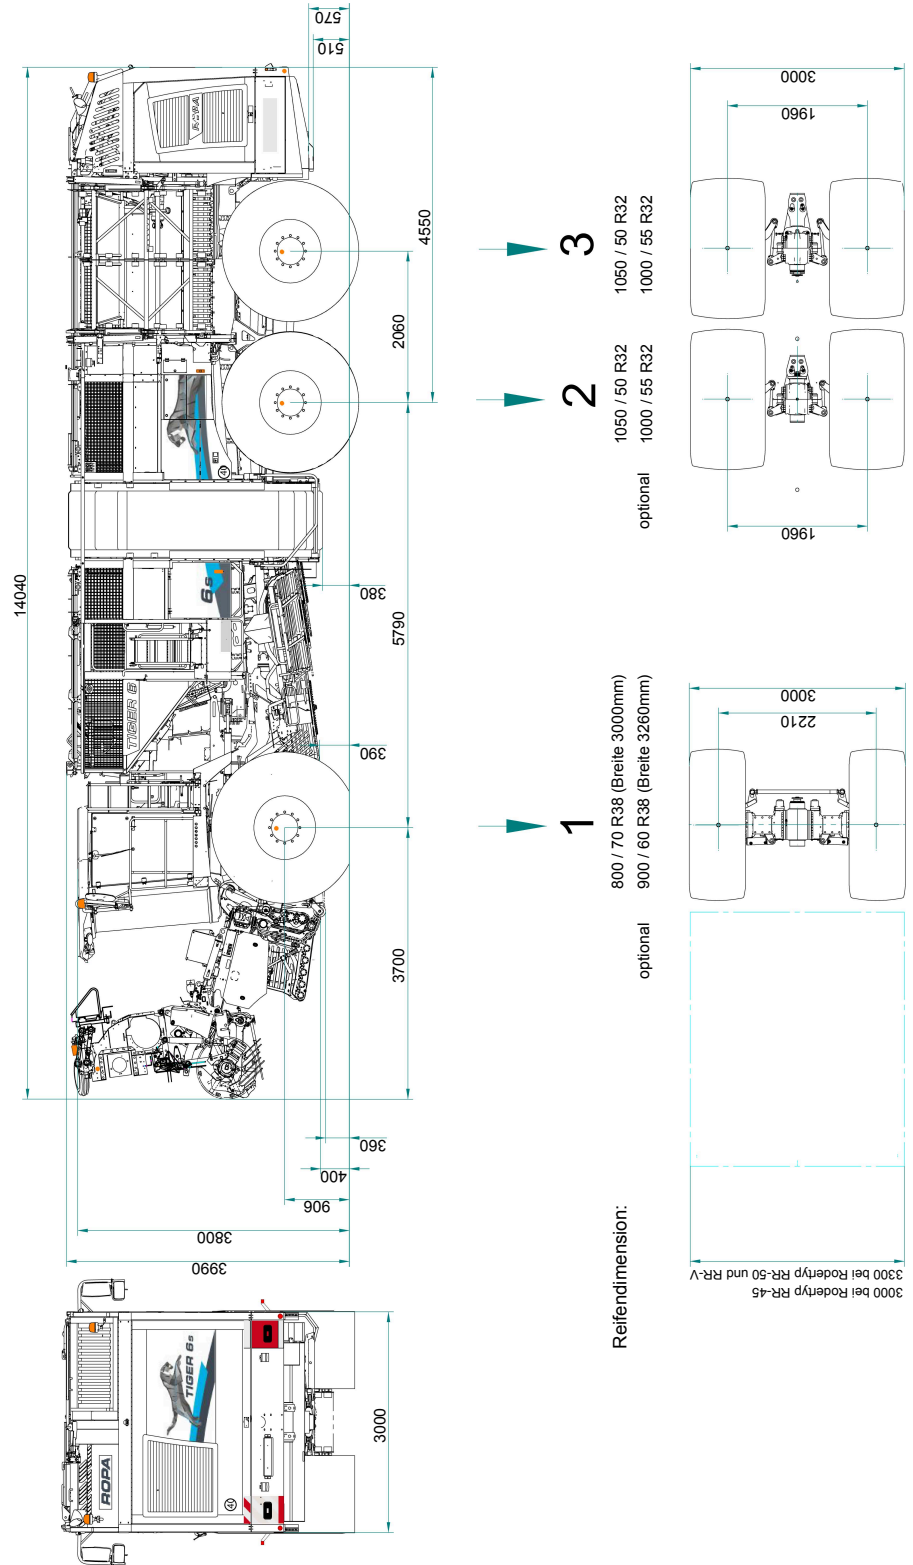 14040
570
510
4550
2060
5790
3700
380
390
360
400
906
3800
3990
RÖPA
6s
TIGER 6
3000
ROPA
TIGER 6s
Reifendimension:
1
800 / 70 R38 (Breite 3000mm)
optional 900 / 60 R38 (Breite 3260mm)
2
1050 / 50 R32
optional 1000 / 55 R32
3
1050 / 50 R32
1000 / 55 R32
3000 bei Rodertyp RR-45
3300 bei Rodertyp RR-50 und RR-V
2210
3000
1960
1960
3000